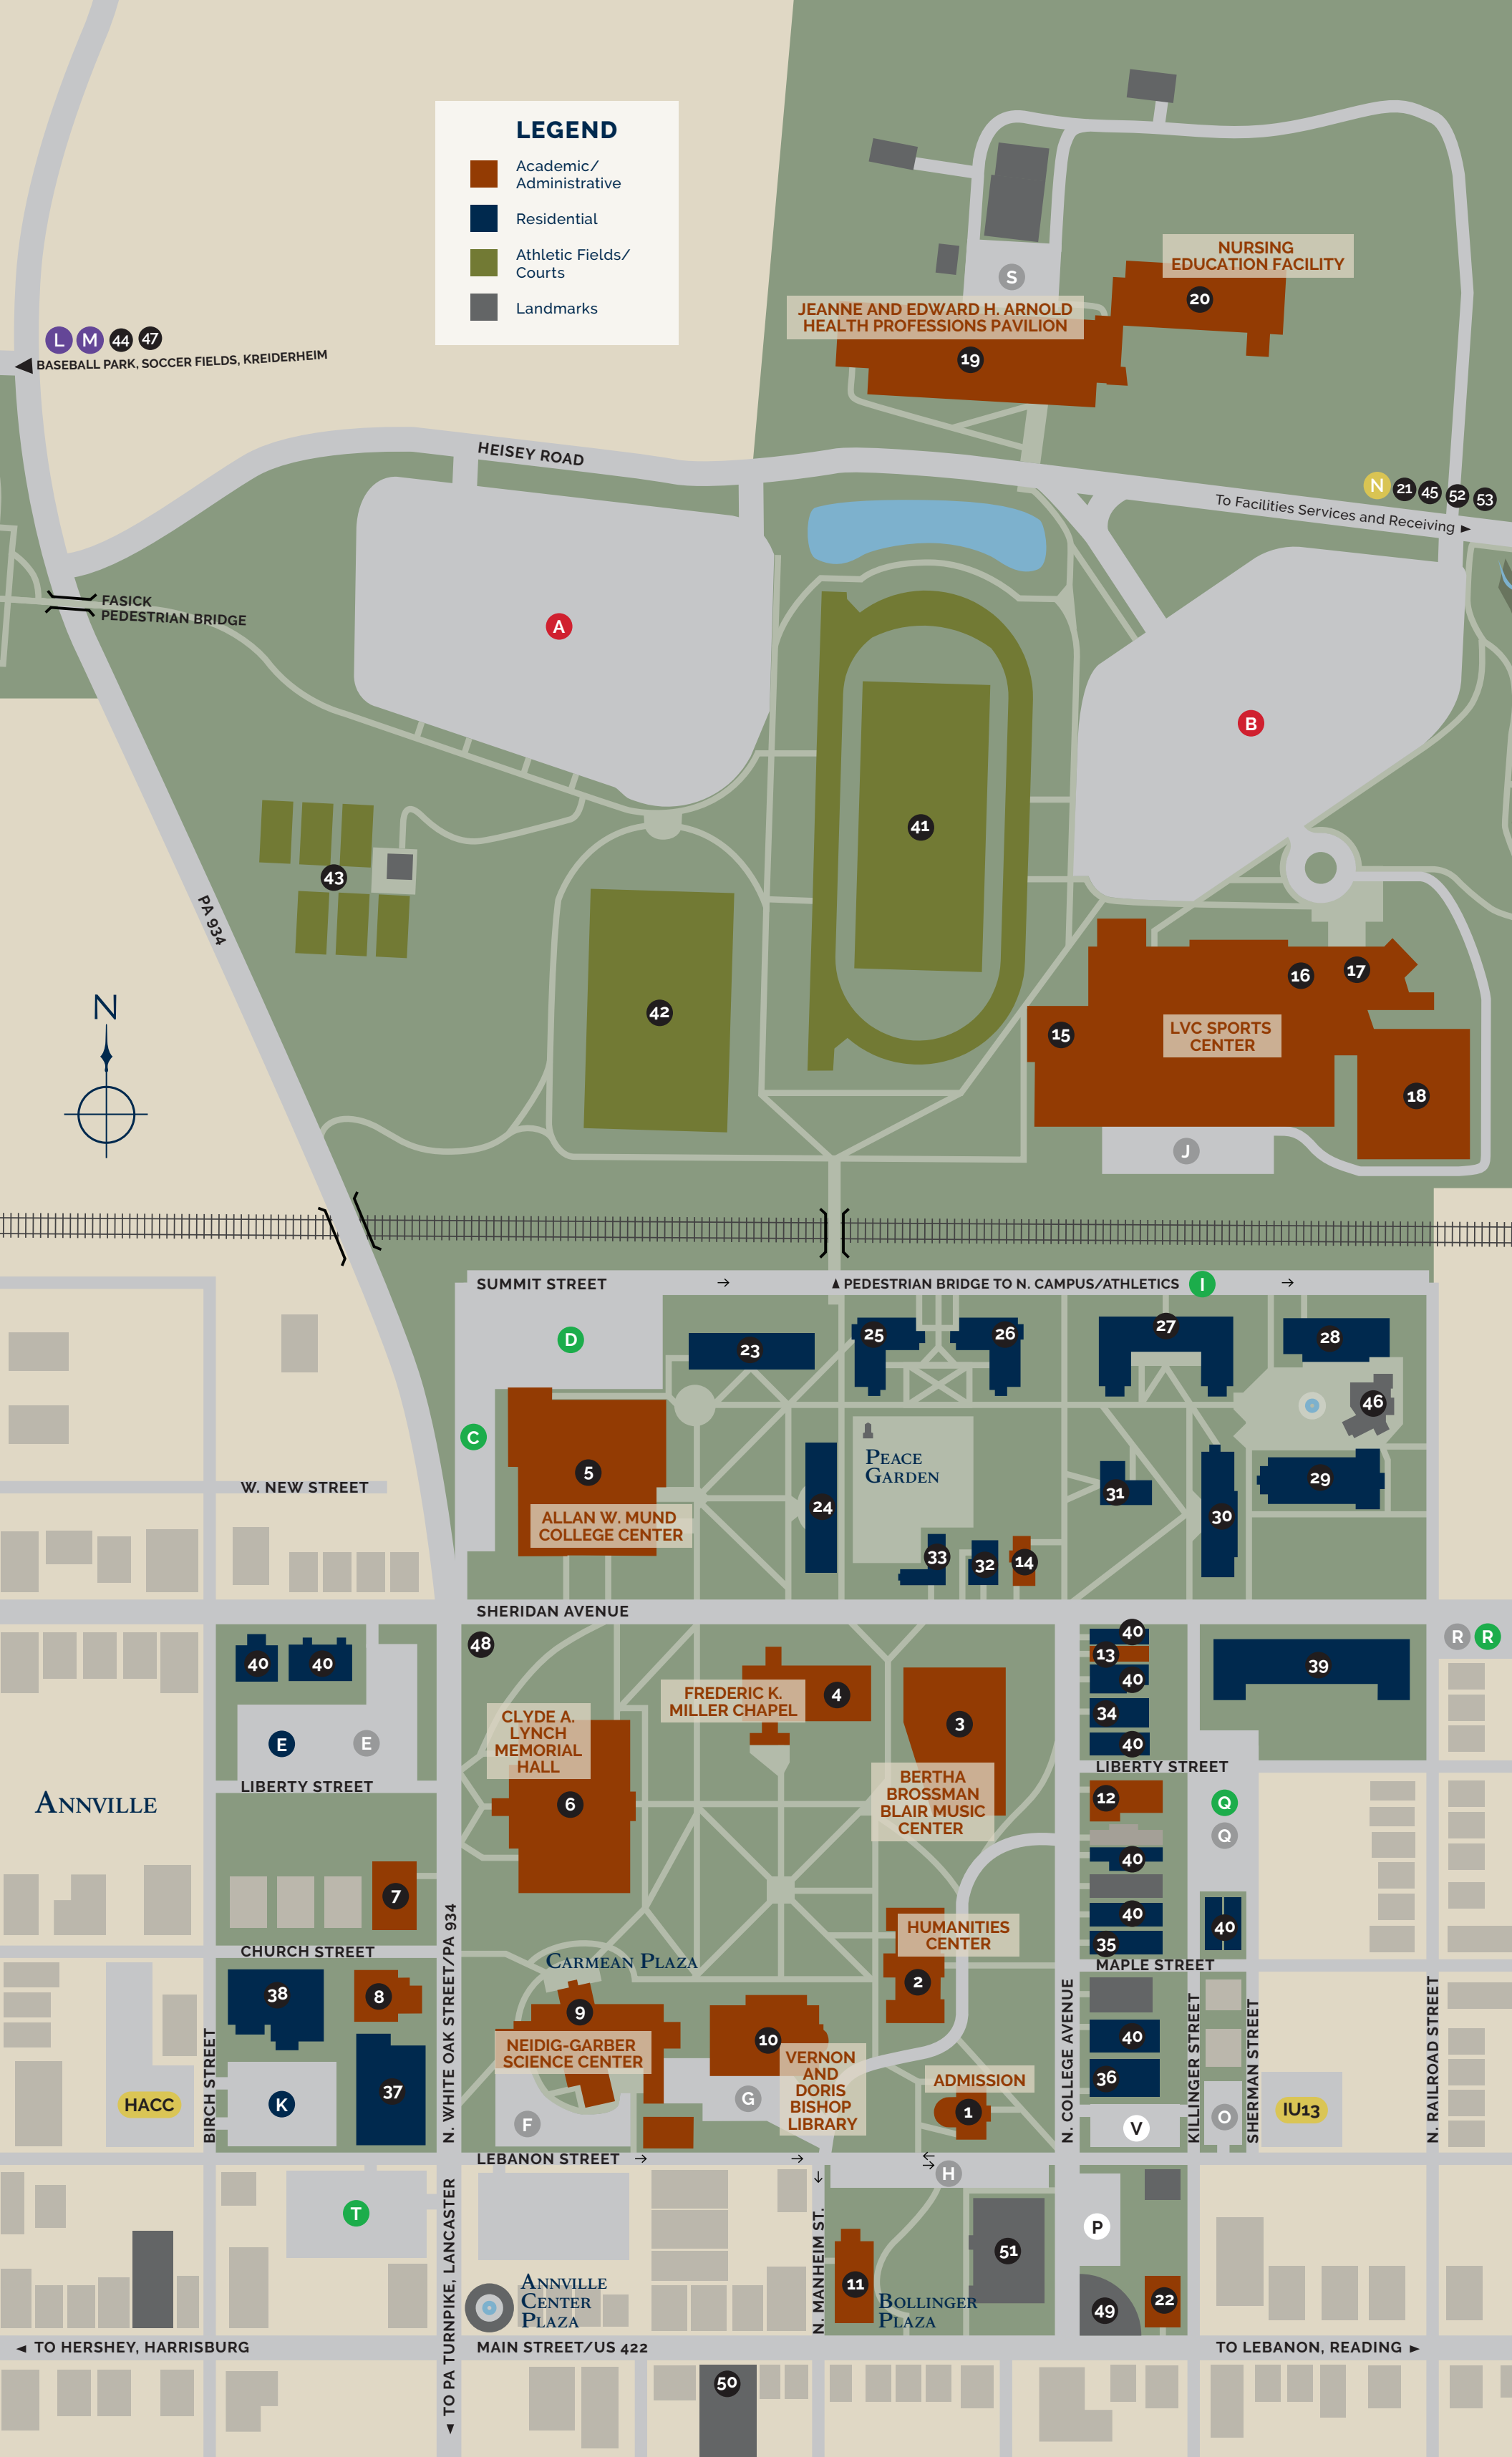 LEGEND
Academic/
Administrative
Residential
Athletic Fields/
Courts
Landmarks
NURSING
EDUCATION FACILITY
20
S
JEANNE AND EDWARD H. ARNOLD
HEALTH PROFESSIONS PAVILION
19
L M 44 47
BASEBALL PARK, SOCCER FIELDS, KREIDERHEIM
HEISEY ROAD
N 21 45 52 53
To Facilities Services and Receiving
FASICK
PEDESTRIAN BRIDGE
A
B
41
43
PA 934
42
N
16
17
15
LVC SPORTS
CENTER
18
J
SUMMIT STREET
PEDESTRIAN BRIDGE TO N. CAMPUS/ATHLETICS
I
D
23
25
26
27
28
C
46
5
PEACE
GARDEN
W. NEW STREET
24
31
30
29
ALLAN W. MUND
COLLEGE CENTER
33
32
14
SHERIDAN AVENUE
48
40
40
40
13
40
34
40
39
R
R
FREDERIC K.
MILLER CHAPEL
4
3
CLYDE A.
LYNCH
MEMORIAL
HALL
6
E
E
LIBERTY STREET
LIBERTY STREET
BERTHA
BROSSMAN
BLAIR MUSIC
CENTER
12
Q
Q
40
ANNVILLE
7
40
35
40
HUMANITIES
CENTER
2
CHURCH STREET
MAPLE STREET
CARMEAN PLAZA
38
8
9
10
NEIDIG-GARBER
SCIENCE CENTER
VERNON
AND
DORIS
BISHOP
LIBRARY
ADMISSION
1
40
36
37
K
HACC
F
G
V
O
IU13
BIRCH STREET
N. WHITE OAK STREET/PA 934
N. COLLEGE AVENUE
KILLINGER STREET
SHERMAN STREET
N. RAILROAD STREET
LEBANON STREET
H
T
P
51
11
N. MANHEIM ST.
ANNVILLE
CENTER
PLAZA
BOLLINGER
PLAZA
49
22
TO PA TURNPIKE, LANCASTER
TO HERSHEY, HARRISBURG
MAIN STREET/US 422
TO LEBANON, READING
50